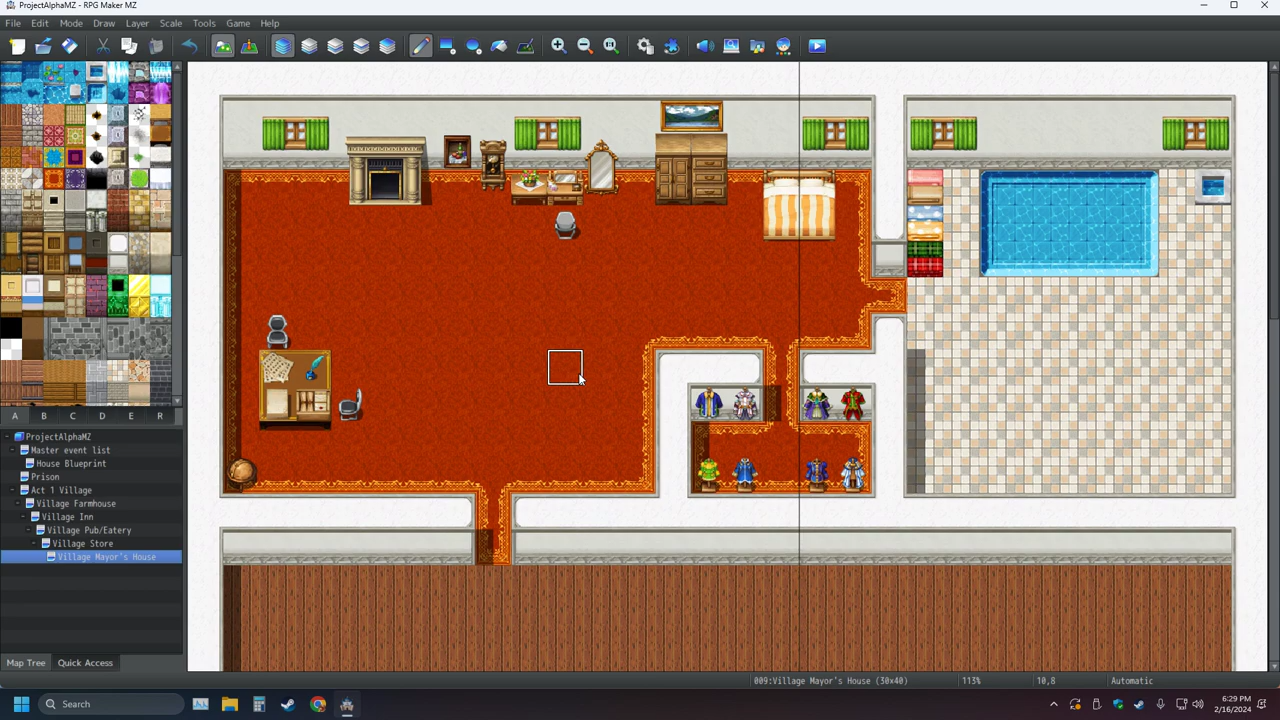 ProjectAlphaMZ - RPG Maker MZ
File Edit Mode Draw Layer Scale Tools Game Help
A B C D E R
ProjectAlphaMZ
Master event list
House Blueprint
Prison
Act 1 Village
Village Farmhouse
Village Inn
Village Pub/Eatery
Village Store
Village Mayor's House
Map Tree Quick Access
009:Village Mayor's House (30x40) 113% 10,8 Automatic
Search
6:29 PM
2/16/2024